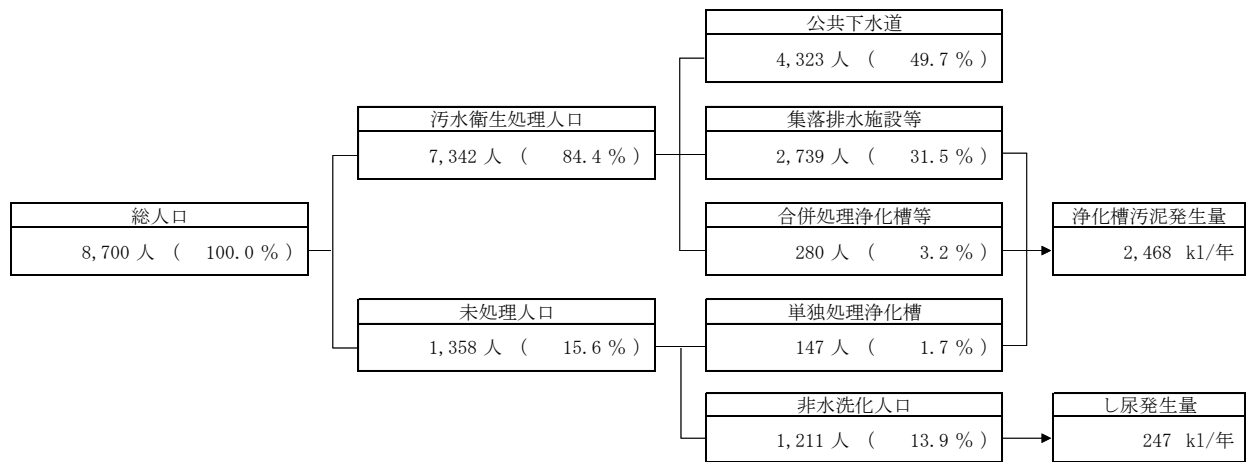 総人口
8,700 人 ( 100.0 % )
汚水衛生処理人口
7,342 人 ( 84.4 % )
未処理人口
1,358 人 ( 15.6 % )
公共下水道
4,323 人 ( 49.7 % )
集落排水施設等
2,739 人 ( 31.5 % )
合併処理浄化槽等
280 人 ( 3.2 % )
単独処理浄化槽
147 人 ( 1.7 % )
非水洗化人口
1,211 人 ( 13.9 % )
浄化槽汚泥発生量
2,468 kl/年
し尿発生量
247 kl/年